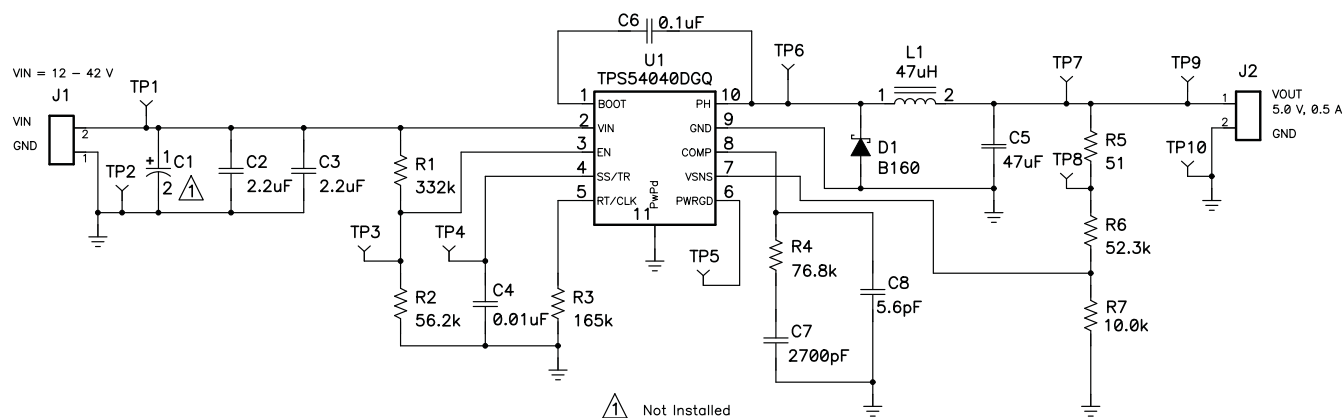 C6
0.1uF
U1
TPS54040DGQ
VIN = 12 – 42 V
J1
VIN
GND
2
1
TP1
TP2
+
1
C1
2
1
C2
2.2uF
C3
2.2uF
R1
332k
TP3
R2
56.2k
TP4
C4
0.01uF
R3
165k
1
BOOT
2
VIN
3
EN
4
SS/TR
5
RT/CLK
11
PwPd
PH
10
GND
9
COMP
8
VSNS
7
PWRGD
6
TP5
TP6
L1
47uH
1
2
D1
B160
R4
76.8k
C7
2700pF
C8
5.6pF
C5
47uF
TP7
R5
51
TP8
R6
52.3k
R7
10.0k
TP9
TP10
J2
1
2
VOUT
5.0 V, 0.5 A
GND
1 Not Installed